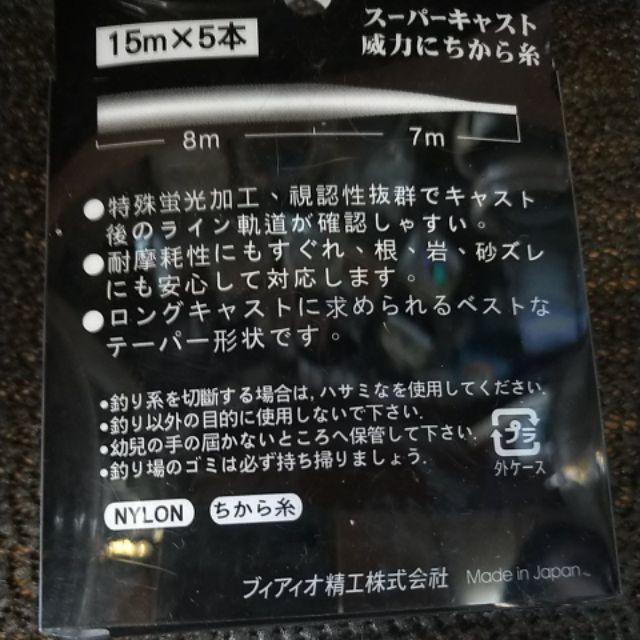 15m×5本
スーパーキャスト
威力にちから糸
8m
7m
●特殊蛍光加工、視認性抜群でキャスト
後のライン軌道が確認しゃすい。
●耐摩耗性にもすぐれ、根、岩、砂ズレ
にも安心して対応します。
●ロングキャストに求められるベストな
テーパー形状です。
●釣り糸を切斷する場合は,ハサミなを使用してください.
●釣り以外の目的に使用しないで下さい.
●幼兒の手の屆かないところへ保管して下さい.
●釣り場のゴミは必ず持ち掃りましょう.
プラ
外ケース
NYLON
ちから糸
ブィアィオ精工株式会社
Made in Japan